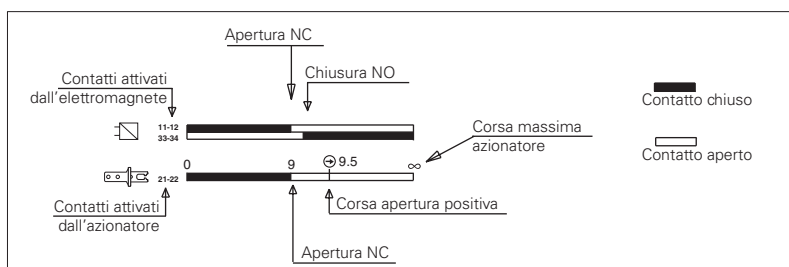 Apertura NC
Chiusura NO
Contatti attivati
dall'elettromagnete
11-12
33-34
Contatto chiuso
Corsa massima
azionatore
Contatto aperto
0 9 9.5 ∞
21-22
Contatti attivati
dall'azionatore
Corsa apertura positiva
Apertura NC